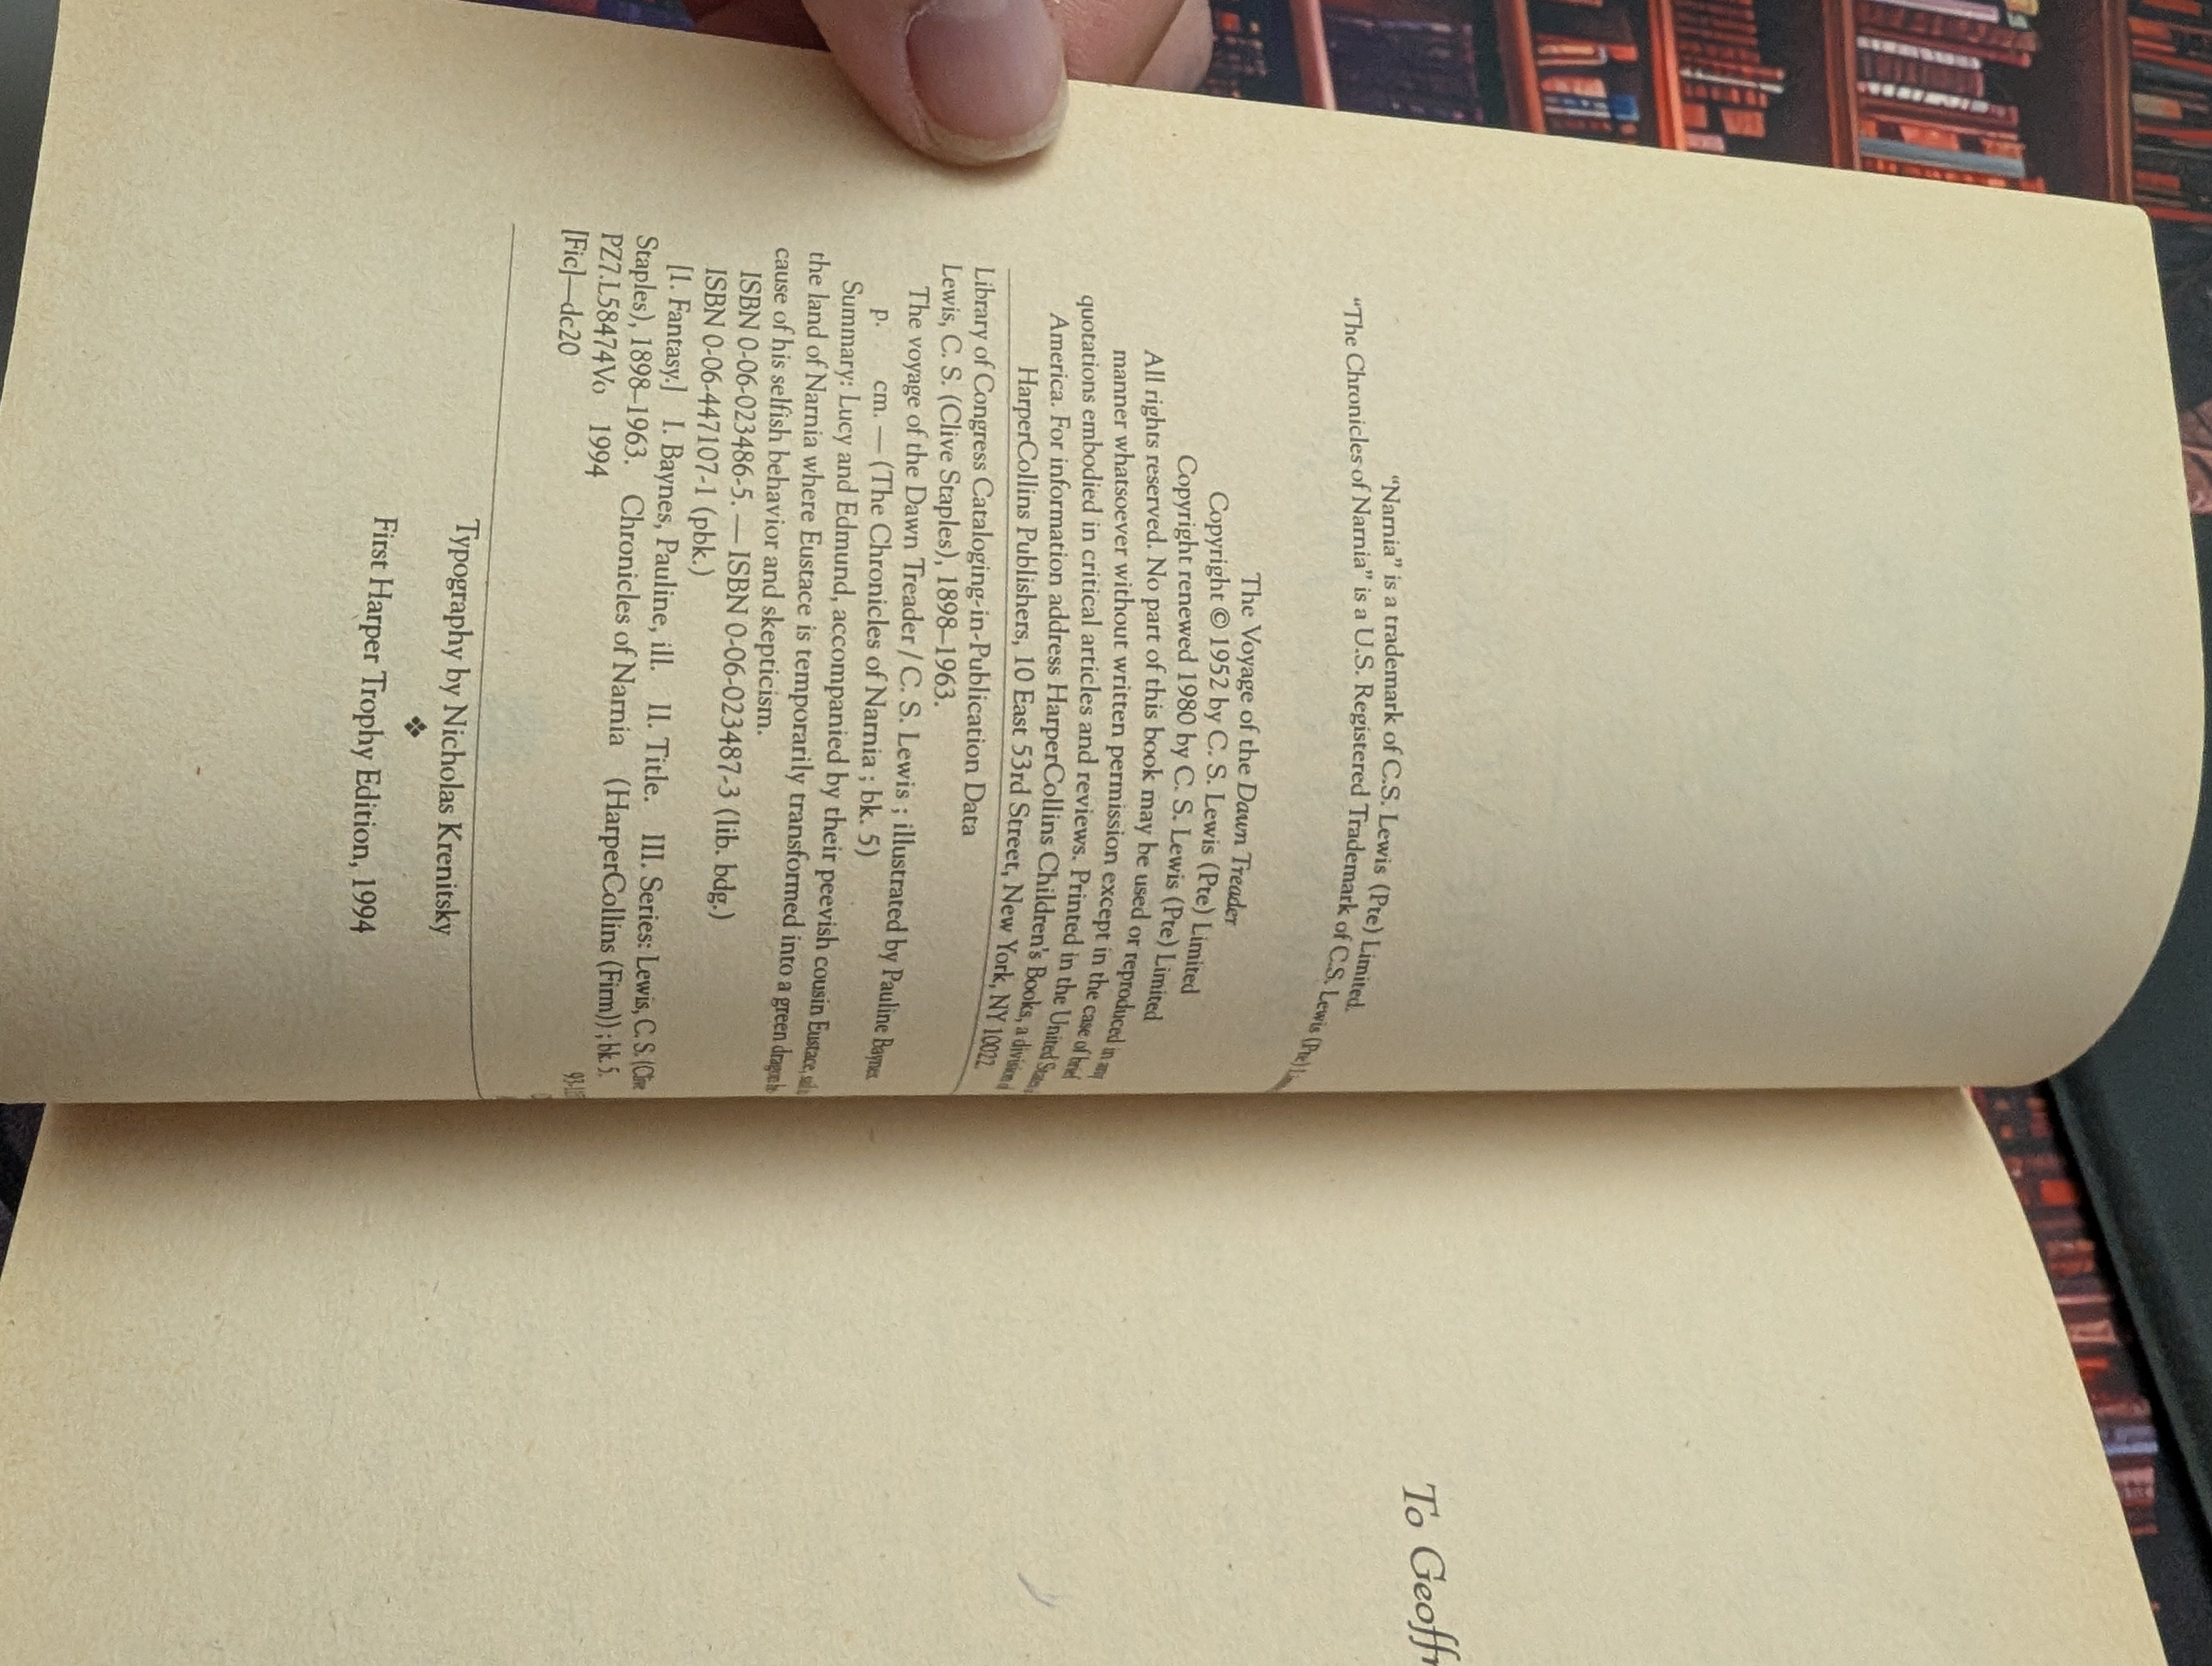 “Narnia” is a trademark of C.S. Lewis (Pte) Limited.
“The Chronicles of Narnia” is a U.S. Registered Trademark of C.S. Lewis (Pte)
The Voyage of the Dawn Treader
Copyright © 1952 by C. S. Lewis (Pte) Limited
Copyright renewed 1980 by C. S. Lewis (Pte) Limited
All rights reserved. No part of this book may be used or reproduced in any
manner whatsoever without written permission except in the case of brief
quotations embodied in critical articles and reviews. Printed in the United States
America. For information address HarperCollins Children's Books, a division of
HarperCollins Publishers, 10 East 53rd Street, New York, NY 10022
Library of Congress Cataloging-in-Publication Data
Lewis, C. S. (Clive Staples), 1898–1963.
The voyage of the Dawn Treader / C. S. Lewis ; illustrated by Pauline Baynes
p. cm. — (The Chronicles of Narnia ; bk. 5)
Summary: Lucy and Edmund, accompanied by their peevish cousin Eustace,
the land of Narnia where Eustace is temporarily transformed into a green dragon
cause of his selfish behavior and skepticism.
ISBN 0-06-023486-5. — ISBN 0-06-023487-3 (lib. bdg.)
ISBN 0-06-447107-1 (pbk.)
[1. Fantasy.] I. Baynes, Pauline, ill. II. Title. III. Series: Lewis, C. S. (Clive
Staples), 1898–1963. Chronicles of Narnia (HarperCollins (Firm)) ; bk. 5.
PZ7.L58474Vo 1994
[Fic]—dc20
Typography by Nicholas Krenitsky
❖
First Harper Trophy Edition, 1994
To Geoffr